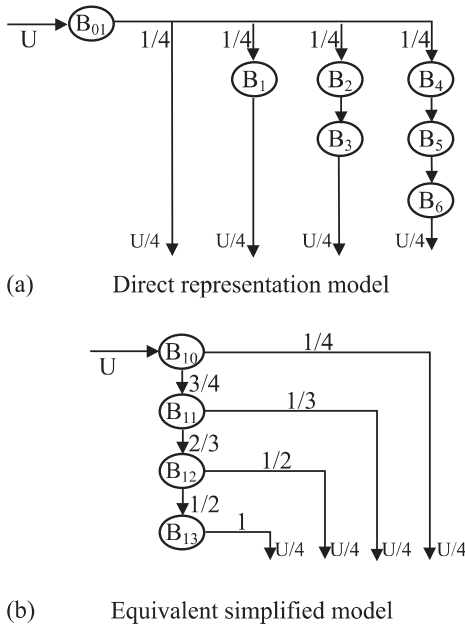 U B01 1/4 1/4 1/4 1/4
B1 B2 B4
B3 B5
B6
U/4 U/4 U/4 U/4
(a) Direct representation model
U B10 1/4
3/4
B11 1/3
2/3
B12 1/2
1/2
B13 1
U/4 U/4 U/4 U/4
(b) Equivalent simplified model